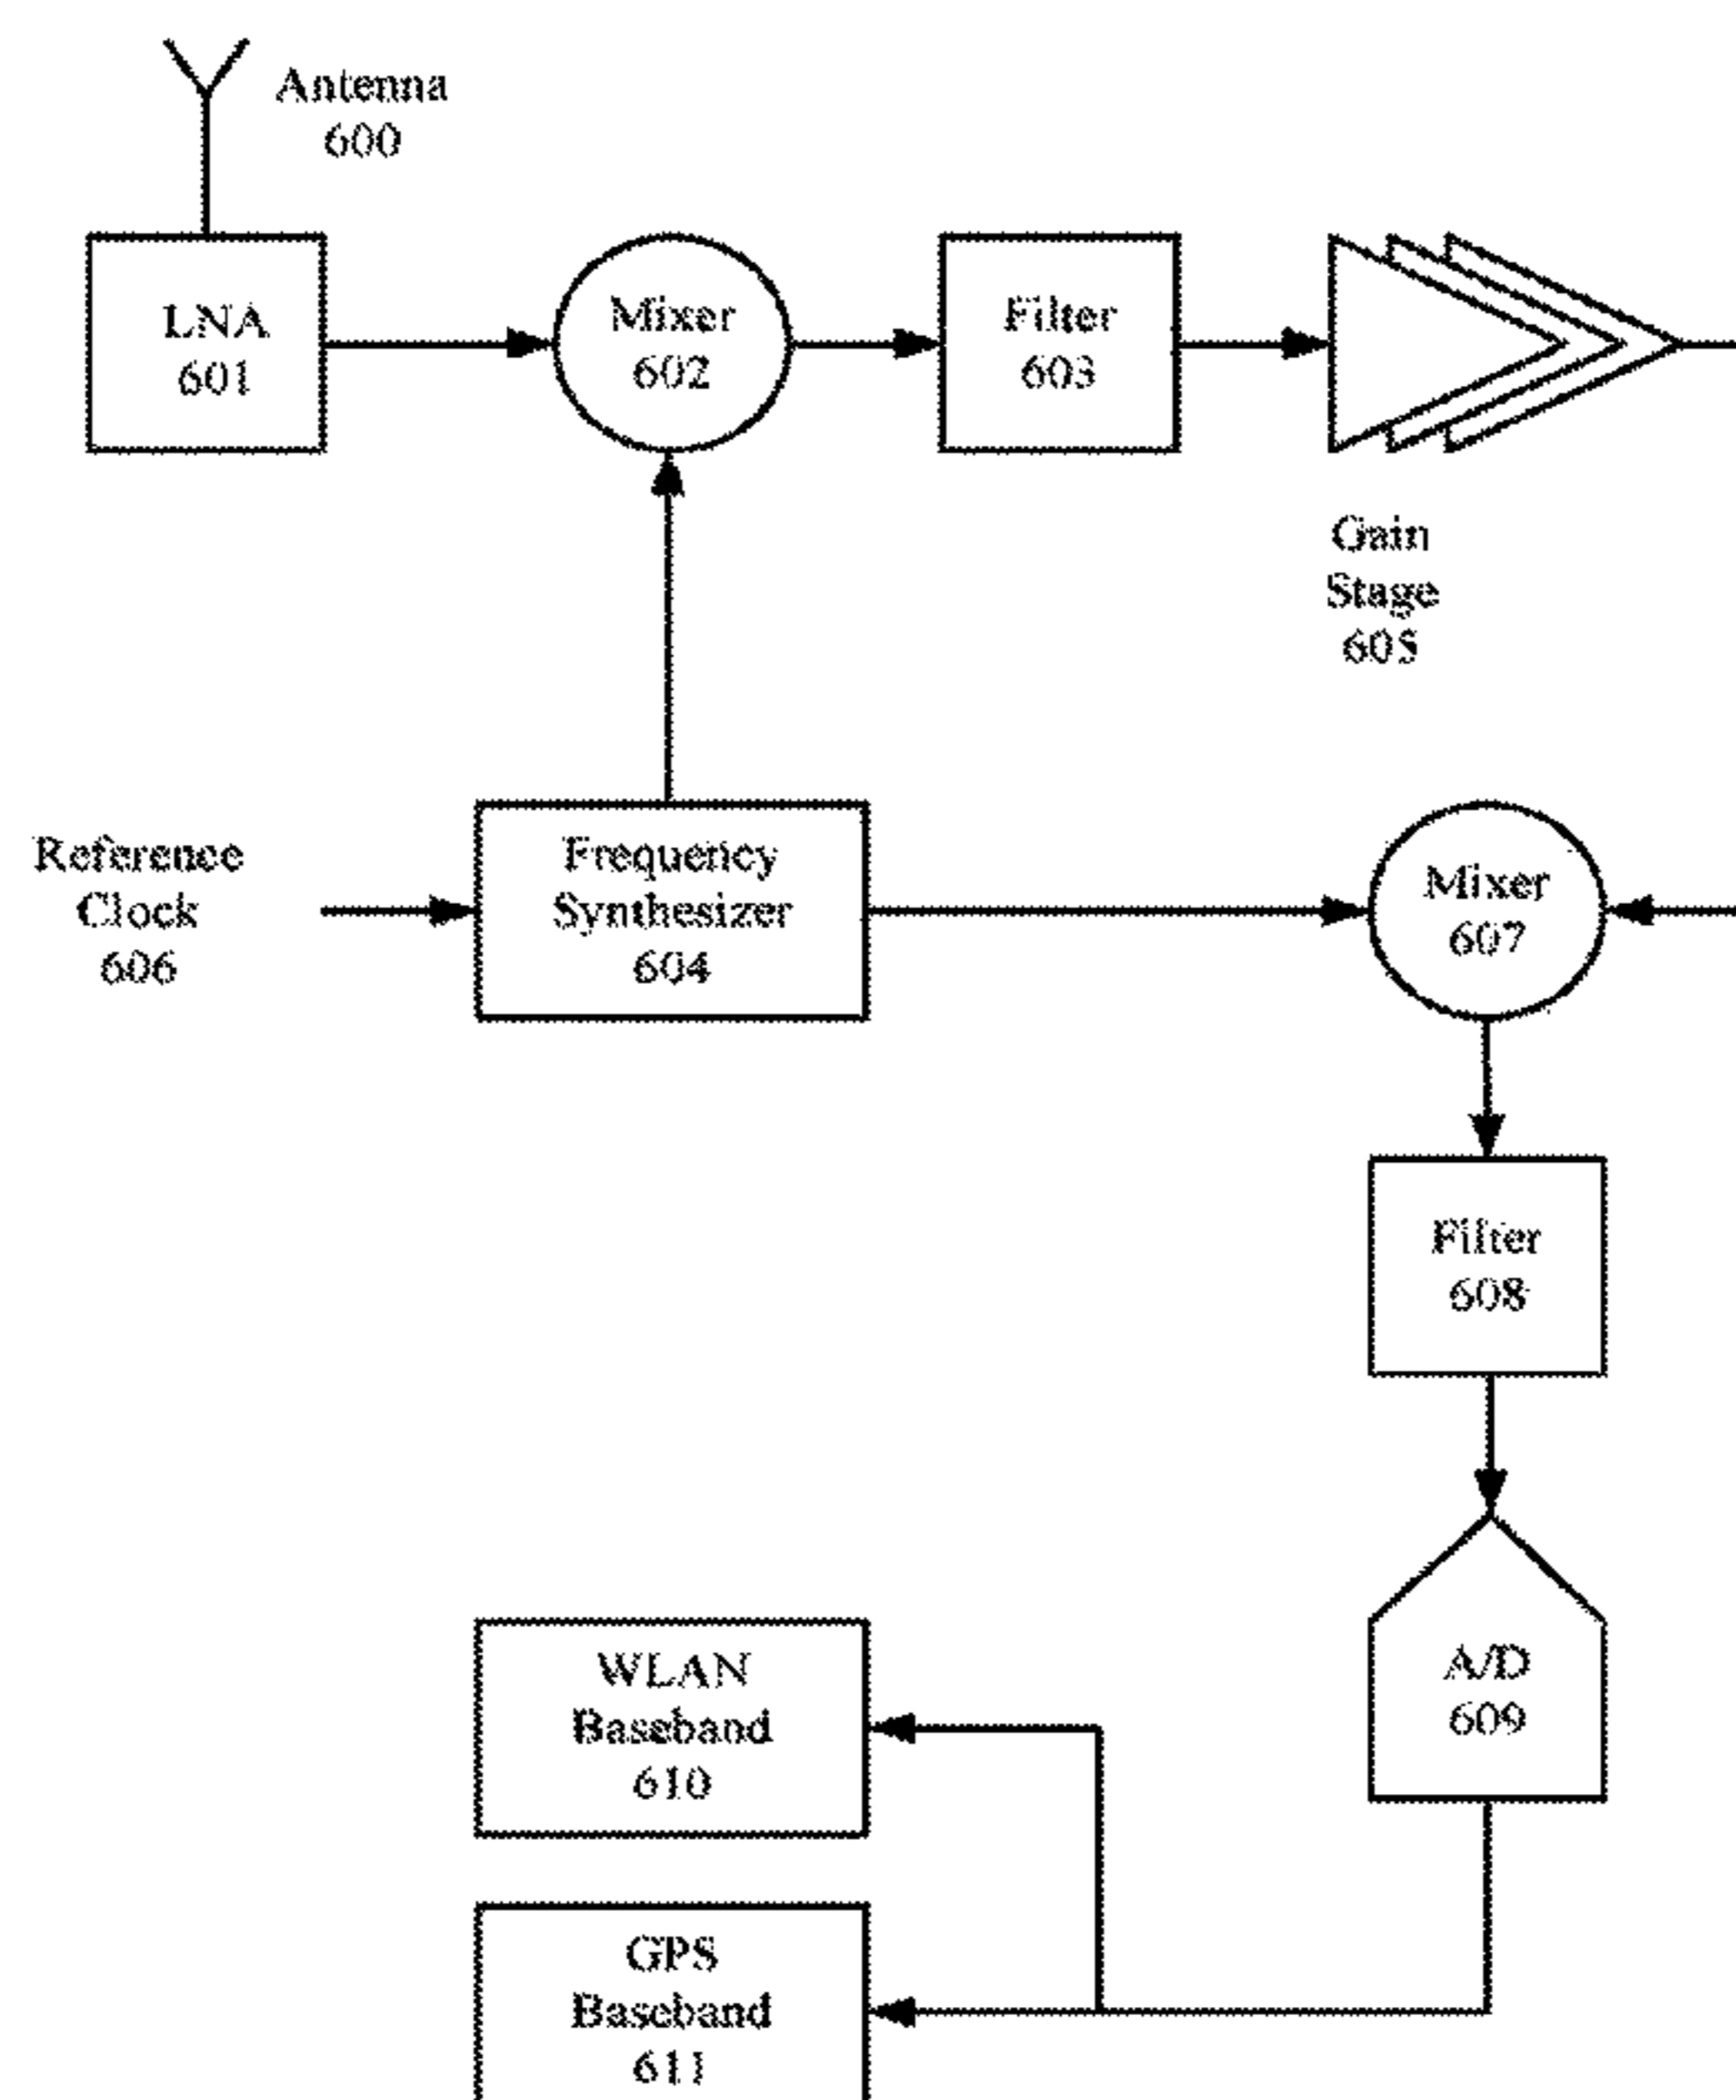 Antenna
600
LNA
601
Mixer
602
Filter
603
Gain
Stage
605
Reference
Clock
606
Frequency
Synthesizer
604
Mixer
607
Filter
608
A/D
609
WLAN
Baseband
610
GPS
Baseband
611